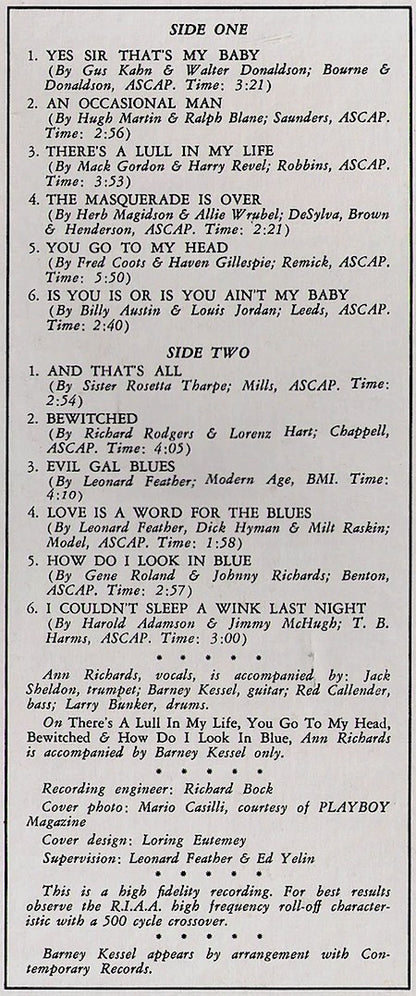 SIDE ONE
1. YES SIR THAT'S MY BABY
(By Gus Kahn & Walter Donaldson; Bourne &
Donaldson, ASCAP. Time: 3:21)
2. AN OCCASIONAL MAN
(By Hugh Martin & Ralph Blane; Saunders, ASCAP.
Time: 2:56)
3. THERE'S A LULL IN MY LIFE
(By Mack Gordon & Harry Revel; Robbins, ASCAP.
Time: 3:53)
4. THE MASQUERADE IS OVER
(By Herb Magidson & Allie Wrubel; DeSylva, Brown
& Henderson, ASCAP. Time: 2:21)
5. YOU GO TO MY HEAD
(By Fred Coots & Haven Gillespie; Remick, ASCAP.
Time: 5:50)
6. IS YOU IS OR IS YOU AIN'T MY BABY
(By Billy Austin & Louis Jordan; Leeds, ASCAP.
Time: 2:40)
SIDE TWO
1. AND THAT'S ALL
(By Sister Rosetta Tharpe; Mills, ASCAP. Time:
2:54)
2. BEWITCHED
(By Richard Rodgers & Lorenz Hart; Chappell,
ASCAP. Time: 4:05)
3. EVIL GAL BLUES
(By Leonard Feather; Modern Age, BMI. Time:
4:10)
4. LOVE IS A WORD FOR THE BLUES
(By Leonard Feather, Dick Hyman & Milt Raskin;
Model, ASCAP. Time: 1:58)
5. HOW DO I LOOK IN BLUE
(By Gene Roland & Johnny Richards; Benton,
ASCAP. Time: 2:57)
6. I COULDN'T SLEEP A WINK LAST NIGHT
(By Harold Adamson & Jimmy McHugh; T. B.
Harms, ASCAP. Time: 3:00)
* * * * *
Ann Richards, vocals, is accompanied by: Jack
Sheldon, trumpet; Barney Kessel, guitar; Red Callender,
bass; Larry Bunker, drums.
On There's A Lull In My Life, You Go To My Head,
Bewitched & How Do I Look In Blue, Ann Richards
is accompanied by Barney Kessel only.
* * * * *
Recording engineer: Richard Bock
Cover photo: Mario Casilli, courtesy of PLAYBOY
Magazine
Cover design: Loring Eutemey
Supervision: Leonard Feather & Ed Yelin
* * * * *
This is a high fidelity recording. For best results
observe the R.I.A.A. high frequency roll-off character-
istic with a 500 cycle crossover.
* * * * *
Barney Kessel appears by arrangement with Con-
temporary Records.